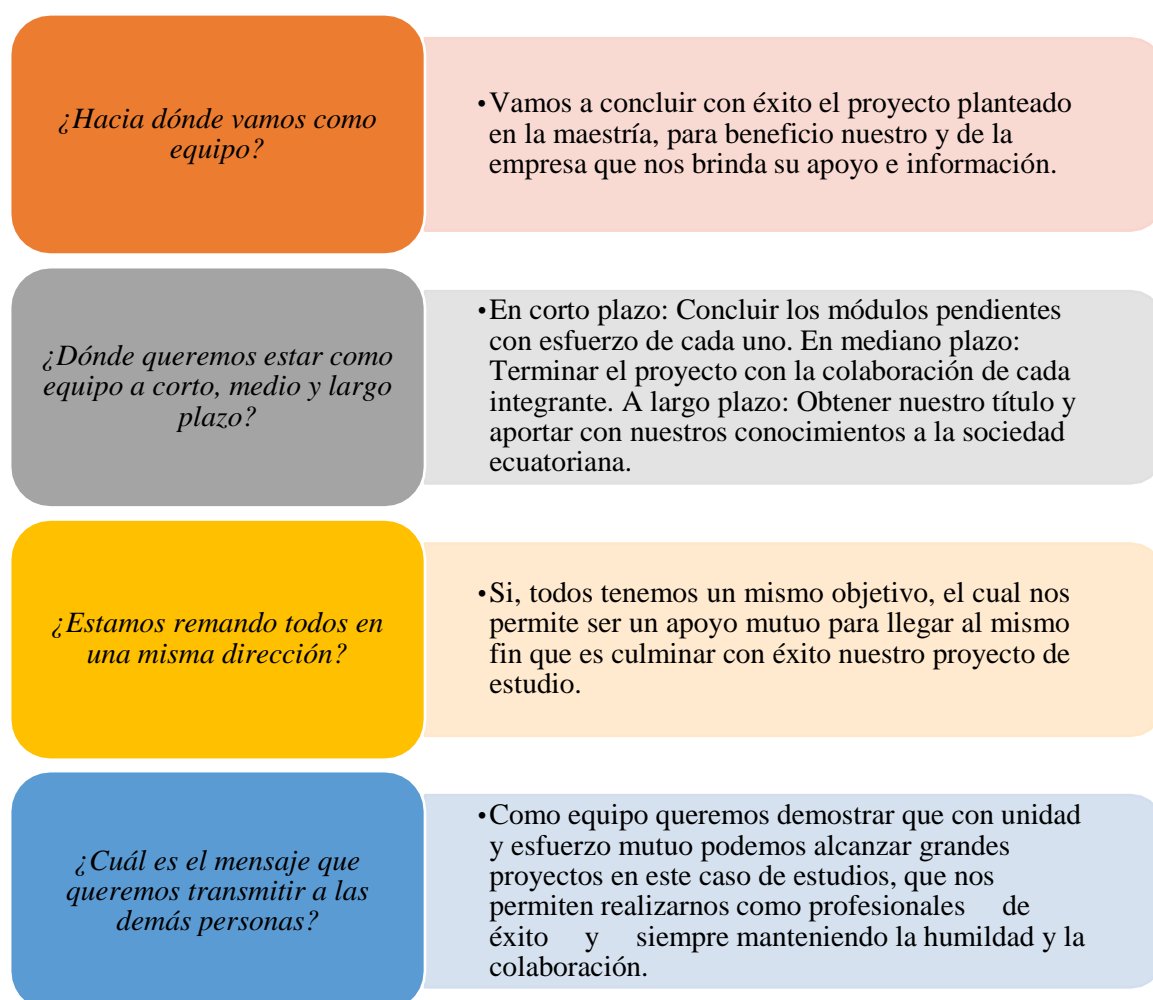 ¿Hacia dónde vamos como
equipo?
•Vamos a concluir con éxito el proyecto planteado
en la maestría, para beneficio nuestro y de la
empresa que nos brinda su apoyo e información.
¿Dónde queremos estar como
equipo a corto, medio y largo
plazo?
•En corto plazo: Concluir los módulos pendientes
con esfuerzo de cada uno. En mediano plazo:
Terminar el proyecto con la colaboración de cada
integrante. A largo plazo: Obtener nuestro título y
aportar con nuestros conocimientos a la sociedad
ecuatoriana.
¿Estamos remando todos en
una misma dirección?
•Si, todos tenemos un mismo objetivo, el cual nos
permite ser un apoyo mutuo para llegar al mismo
fin que es culminar con éxito nuestro proyecto de
estudio.
¿Cuál es el mensaje que
queremos transmitir a las
demás personas?
•Como equipo queremos demostrar que con unidad
y esfuerzo mutuo podemos alcanzar grandes
proyectos en este caso de estudios, que nos
permiten realizarnos como profesionales de
éxito y siempre manteniendo la humildad y la
colaboración.